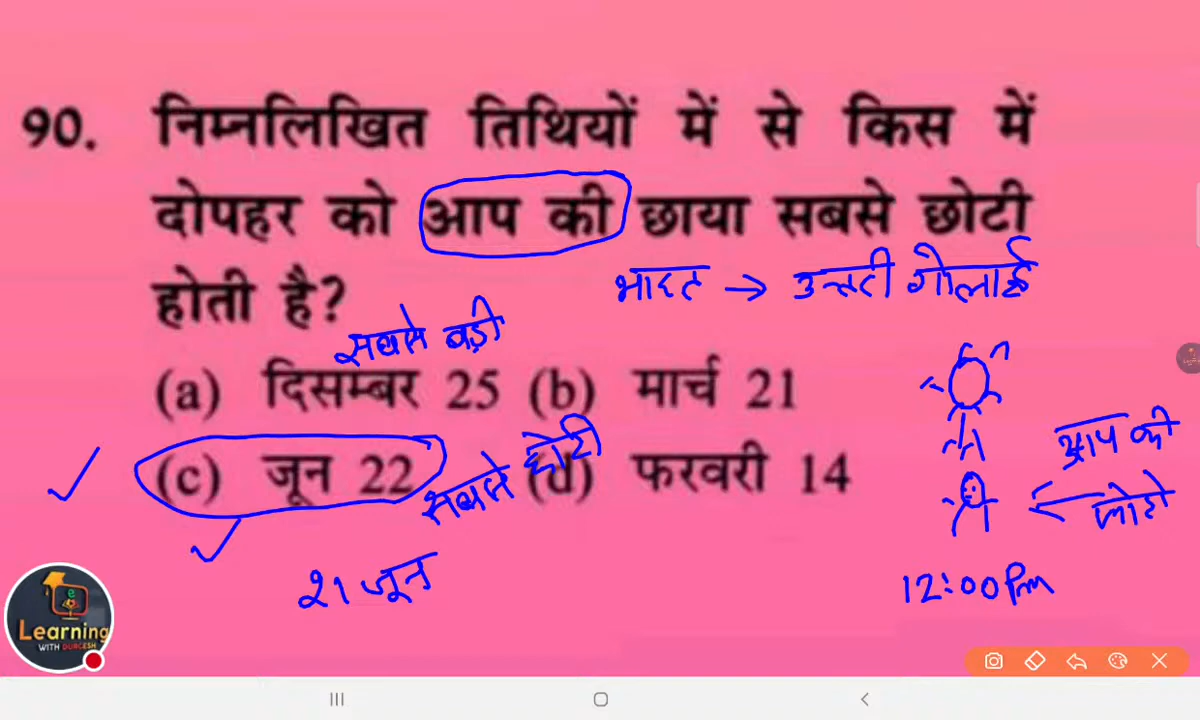 90. निम्नलिखित तिथियों में से किस में
दोपहर को आप की छाया सबसे छोटी
होती है?
भारत → उत्तरी गोलार्द्ध
सबसे बड़ी
(a) दिसम्बर 25 (b) मार्च 21
(c) जून 22 (d) फरवरी 14
सबसे छोटी
आप की
21 जून
12:00 Pm
e
Learning
WITH DURGESH